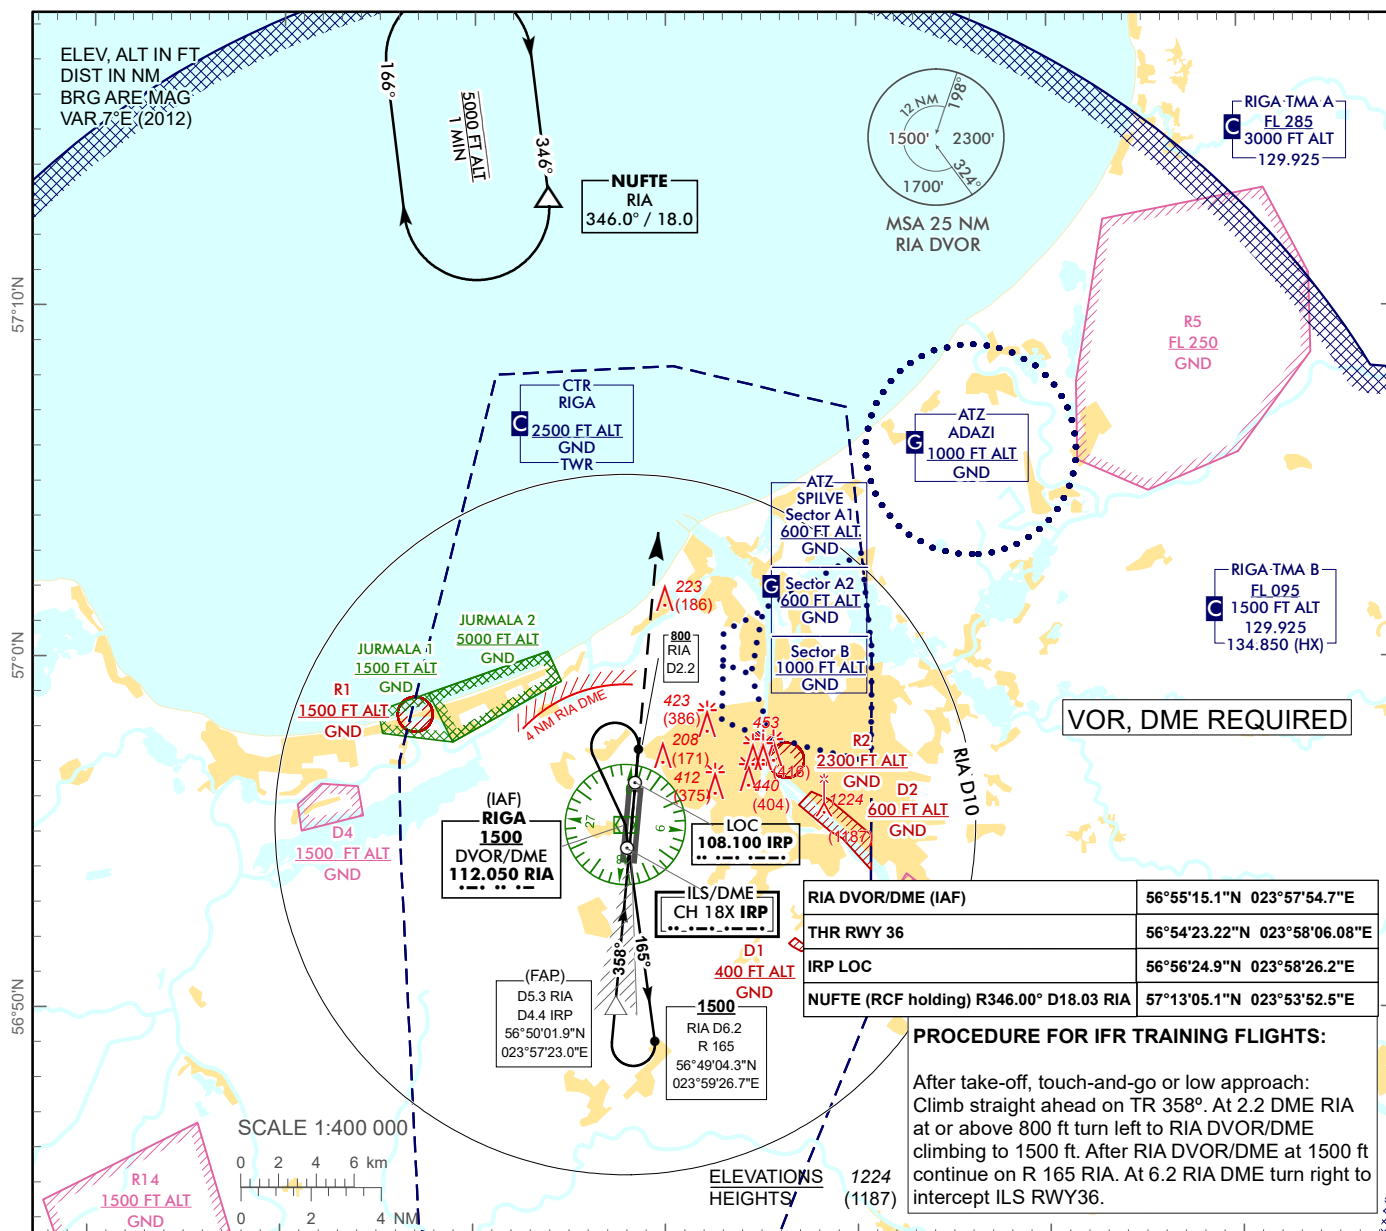 ELEV, ALT IN FT
DIST IN NM
BRG ARE MAG
VAR 7°E (2012)
166°
5000 FT ALT
1 MIN
346°
NUFTE
RIA
346.0° / 18.0
12 NM
198°
1500'
2300'
324°
1700'
MSA 25 NM
RIA DVOR
RIGA TMA A
C
FL 285
3000 FT ALT
129.925
57°10'N
R5
FL 250
GND
CTR
RIGA
C
2500 FT ALT
GND
TWR
ATZ
ADAZI
G
1000 FT ALT
GND
ATZ
SPILVE
Sector A1
600 FT ALT
GND
G
Sector A2
600 FT ALT
GND
Sector B
1000 FT ALT
GND
RIGA TMA B
FL 095
C
1500 FT ALT
129.925
134.850 (HX)
223
(186)
800
RIA
D2.2
57°0'N
JURMALA 2
5000 FT ALT
GND
JURMALA 1
1500 FT ALT
GND
R1
1500 FT ALT
GND
4 NM RIA DME
423
(386)
208
(171)
412
(375)
453
(416)
440
(404)
R2
2300 FT ALT
GND
D2
600 FT ALT
GND
1224
(1187)
VOR, DME REQUIRED
RIA D10
D4
1500 FT ALT
GND
(IAF)
RIGA
1500
DVOR/DME
112.050 RIA
27
9
18
LOC
108.100 IRP
ILS/DME
CH 18X IRP
358°
165°
D1
400 FT ALT
GND
RIA DVOR/DME (IAF) 56°55'15.1"N 023°57'54.7"E
THR RWY 36 56°54'23.22"N 023°58'06.08"E
IRP LOC 56°56'24.9"N 023°58'26.2"E
NUFTE (RCF holding) R346.00° D18.03 RIA 57°13'05.1"N 023°53'52.5"E
56°50'N
(FAP)
D5.3 RIA
D4.4 IRP
56°50'01.9"N
023°57'23.0"E
1500
RIA D6.2
R 165
56°49'04.3"N
023°59'26.7"E
PROCEDURE FOR IFR TRAINING FLIGHTS:
After take-off, touch-and-go or low approach:
Climb straight ahead on TR 358º. At 2.2 DME RIA
at or above 800 ft turn left to RIA DVOR/DME
climbing to 1500 ft. After RIA DVOR/DME at 1500 ft
continue on R 165 RIA. At 6.2 RIA DME turn right to
intercept ILS RWY36.
SCALE 1:400 000
0 2 4 6 km
0 2 4 NM
R14
1500 FT ALT
GND
ELEVATIONS 1224
HEIGHTS (1187)